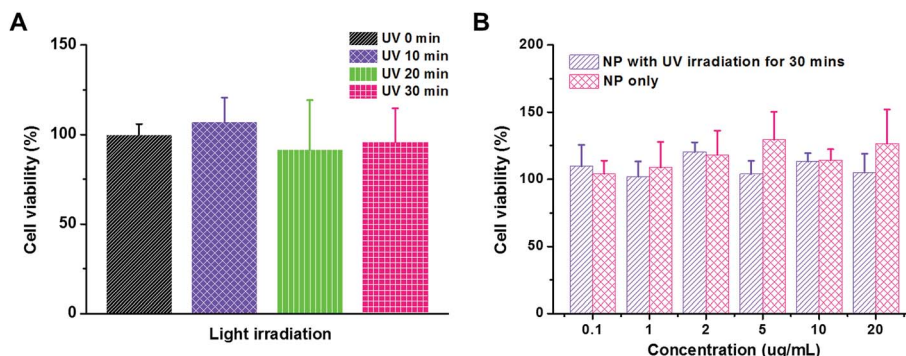 A
Cell viability (%)
150
100
50
0
UV 0 min
UV 10 min
UV 20 min
UV 30 min
Light irradiation
B
Cell viability (%)
200
150
100
50
0
NP with UV irradiation for 30 mins
NP only
0.1 1 2 5 10 20
Concentration (ug/mL)